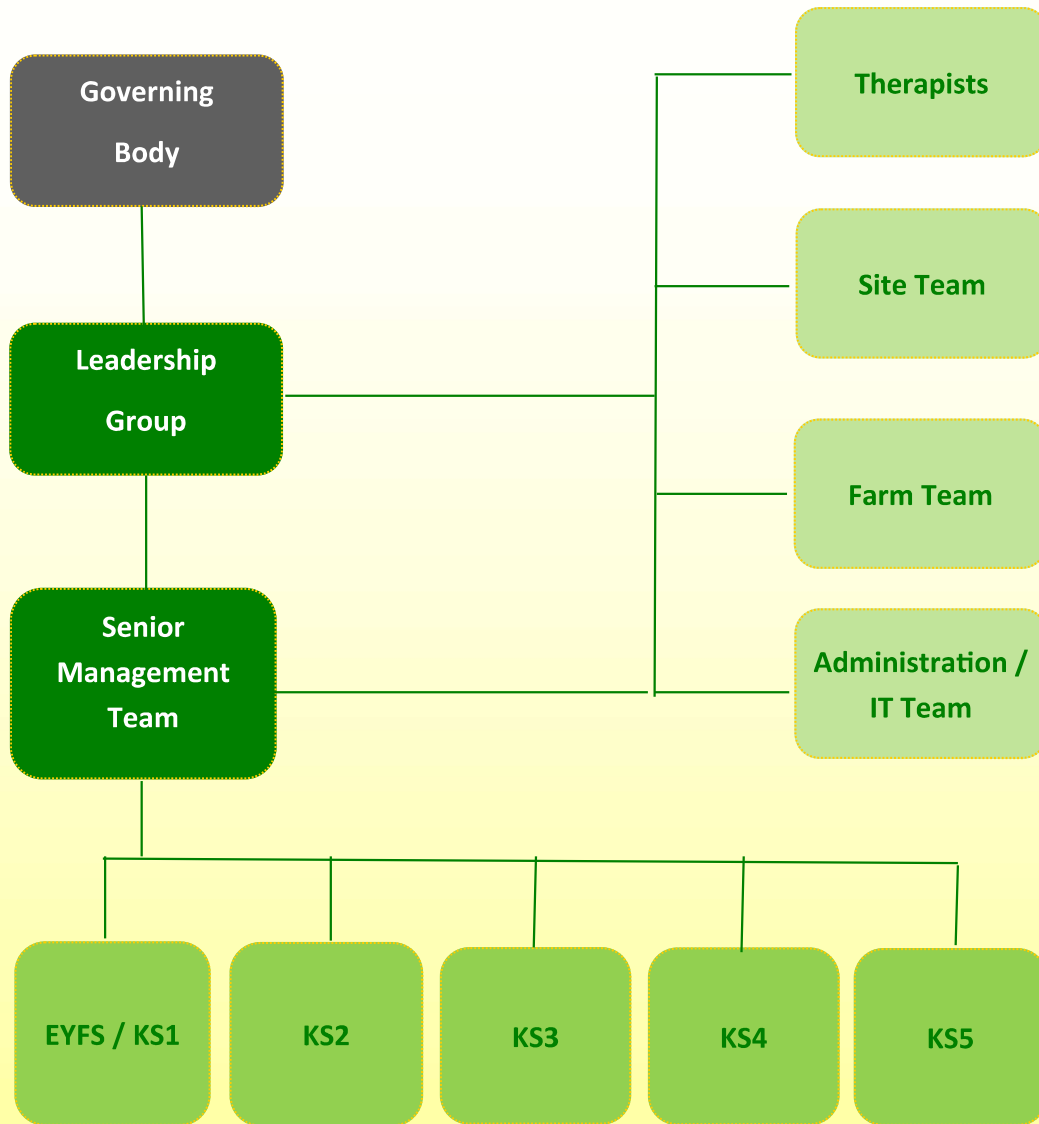 Governing
Body
Therapists
Site Team
Leadership
Group
Farm Team
Senior
Management
Team
Administration /
IT Team
EYFS / KS1
KS2
KS3
KS4
KS5